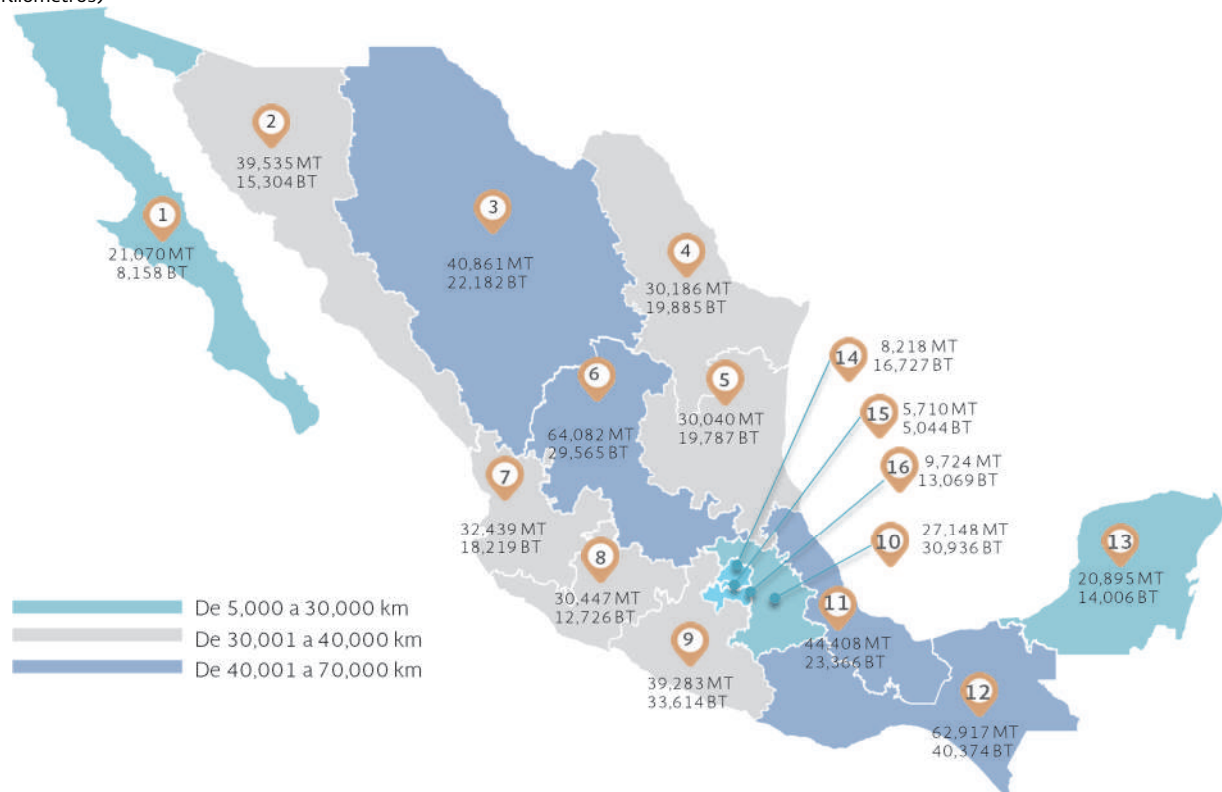 Kilómetros)
2
39,535 MT
15,304 BT
1
21,070 MT
8,158 BT
3
40,861 MT
22,182 BT
4
30,186 MT
19,885 BT
14
8,218 MT
16,727 BT
6
64,082 MT
29,565 BT
5
30,040 MT
19,787 BT
15
5,710 MT
5,044 BT
16
9,724 MT
13,069 BT
7
32,439 MT
18,219 BT
10
27,148 MT
30,936 BT
13
20,895 MT
14,006 BT
8
30,447 MT
12,726 BT
11
44,408 MT
23,366 BT
9
39,283 MT
33,614 BT
12
62,917 MT
40,374 BT
De 5,000 a 30,000 km
De 30,001 a 40,000 km
De 40,001 a 70,000 km